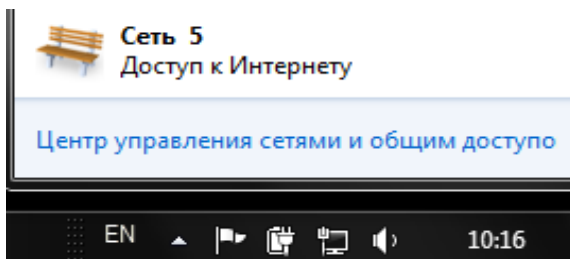 Сеть 5
Доступ к Интернету
Центр управления сетями и общим доступо
EN 10:16